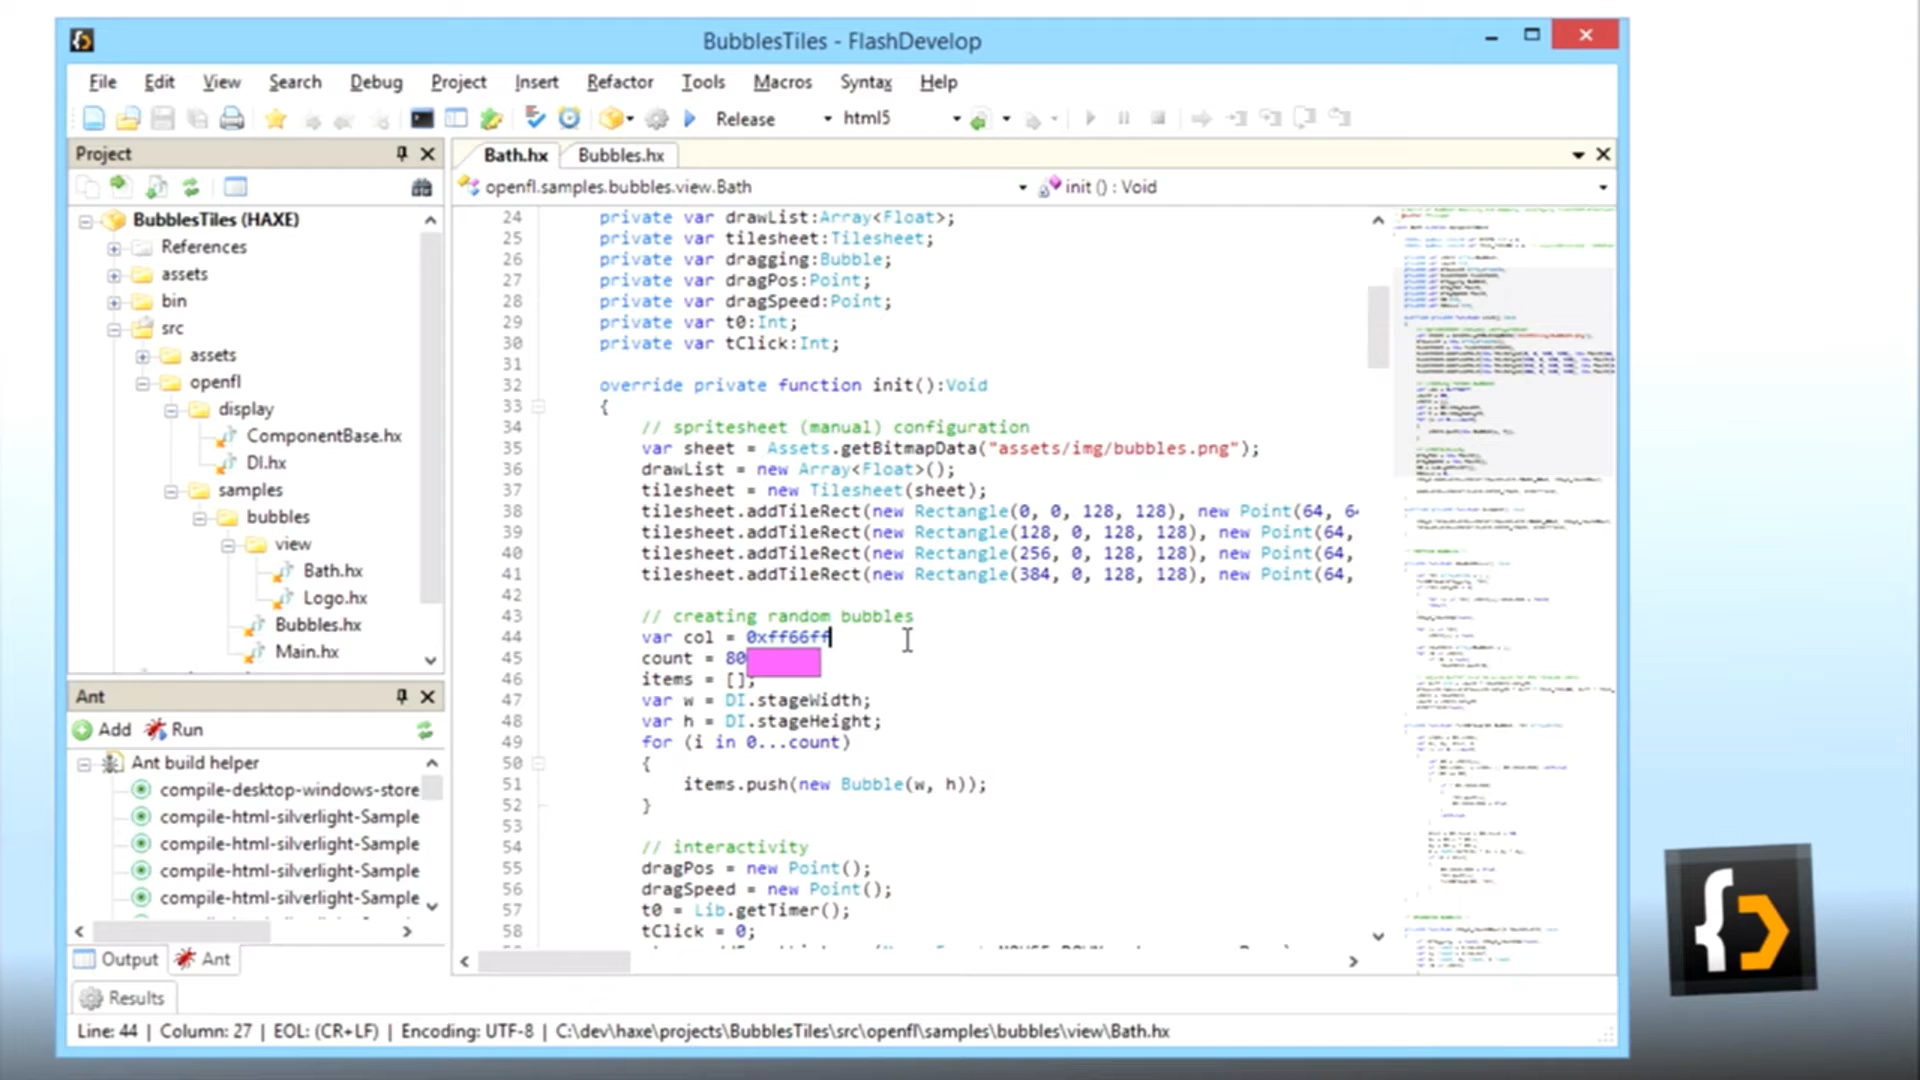 BubblesTiles - FlashDevelop
File Edit View Search Debug Project Insert Refactor Tools Macros Syntax Help
Release html5
Project
BubblesTiles (HAXE)
References
assets
bin
src
assets
openfl
display
ComponentBase.hx
DI.hx
samples
bubbles
view
Bath.hx
Logo.hx
Bubbles.hx
Main.hx
Ant
Add Run
Ant build helper
compile-desktop-windows-store
compile-html-silverlight-Sample
compile-html-silverlight-Sample
compile-html-silverlight-Sample
compile-html-silverlight-Sample
Output Ant
Results
Bath.hx Bubbles.hx
openfl.samples.bubbles.view.Bath init () : Void
24 private var drawList:Array<Float>;
25 private var tilesheet:Tilesheet;
26 private var dragging:Bubble;
27 private var dragPos:Point;
28 private var dragSpeed:Point;
29 private var t0:Int;
30 private var tClick:Int;
31
32 override private function init():Void
33 {
34 // spritesheet (manual) configuration
35 var sheet = Assets.getBitmapData("assets/img/bubbles.png");
36 drawList = new Array<Float>();
37 tilesheet = new Tilesheet(sheet);
38 tilesheet.addTileRect(new Rectangle(0, 0, 128, 128), new Point(64, 6
39 tilesheet.addTileRect(new Rectangle(128, 0, 128, 128), new Point(64,
40 tilesheet.addTileRect(new Rectangle(256, 0, 128, 128), new Point(64,
41 tilesheet.addTileRect(new Rectangle(384, 0, 128, 128), new Point(64,
42
43 // creating random bubbles
44 var col = 0xff66ff
45 count = 80
46 items = [];
47 var w = DI.stageWidth;
48 var h = DI.stageHeight;
49 for (i in 0...count)
50 {
51 items.push(new Bubble(w, h));
52 }
53
54 // interactivity
55 dragPos = new Point();
56 dragSpeed = new Point();
57 t0 = Lib.getTimer();
58 tClick = 0;
Line: 44 | Column: 27 | EOL: (CR+LF) | Encoding: UTF-8 | C:\dev\haxe\projects\BubblesTiles\src\openfl\samples\bubbles\view\Bath.hx